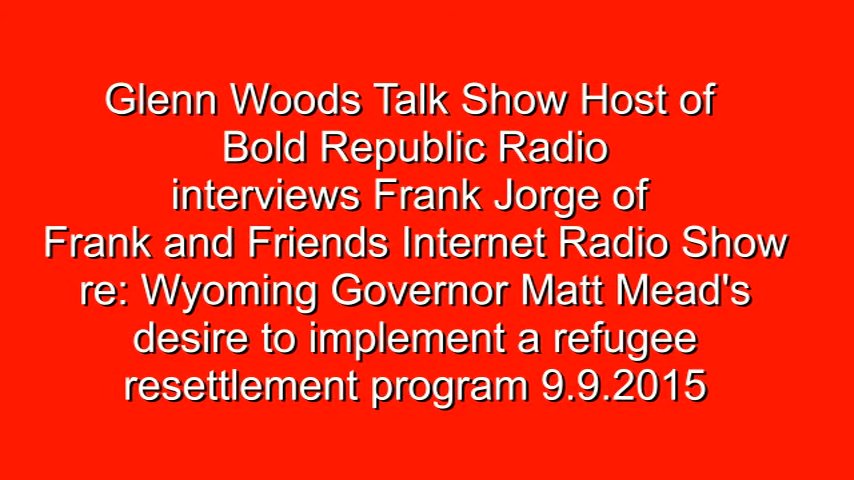 Glenn Woods Talk Show Host of
Bold Republic Radio
interviews Frank Jorge of
Frank and Friends Internet Radio Show
re: Wyoming Governor Matt Mead's
desire to implement a refugee
resettlement program 9.9.2015